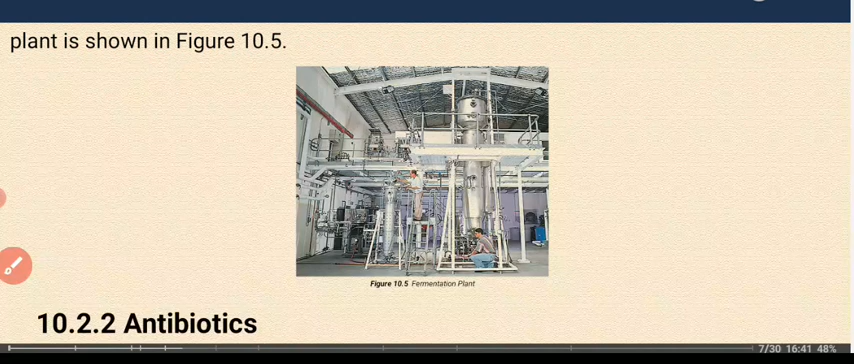 plant is shown in Figure 10.5.
Figure 10.5 Fermentation Plant
10.2.2 Antibiotics
7/30 16:41 48%